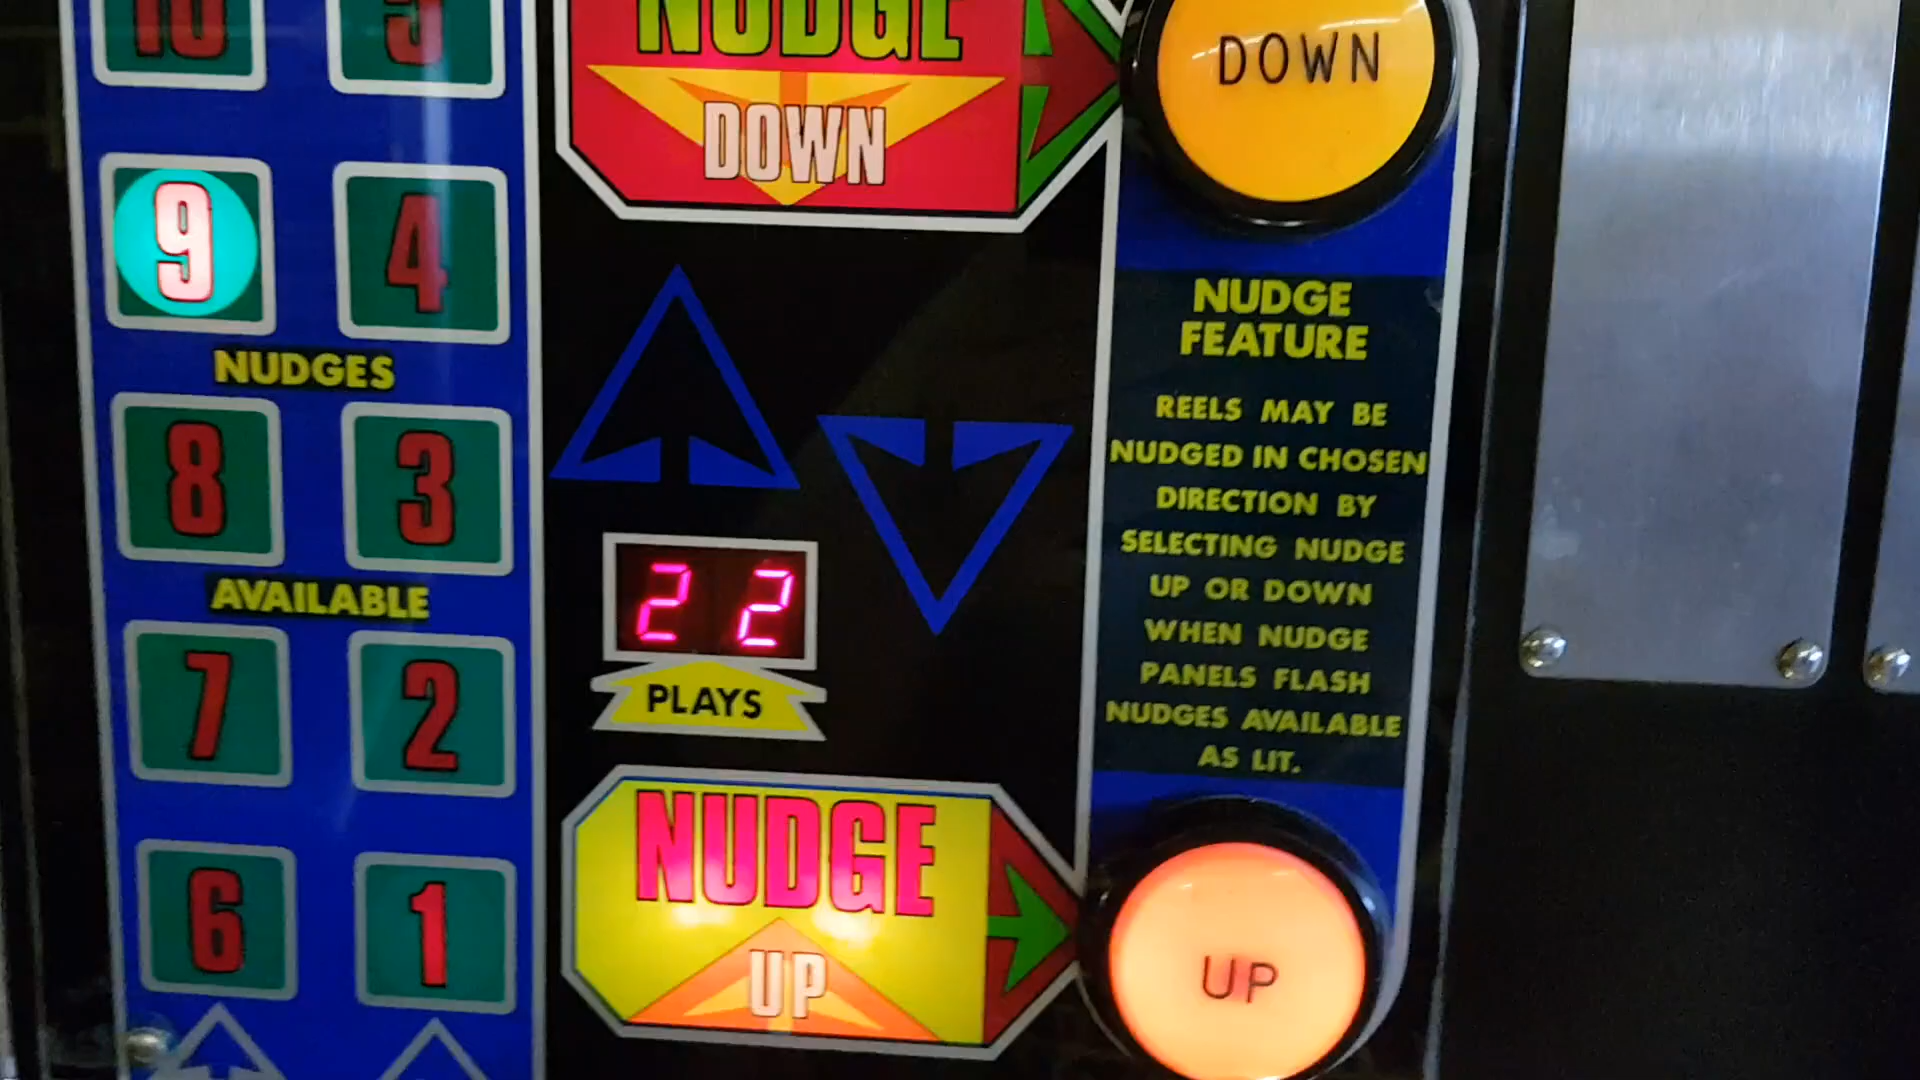 10 5
9 4
NUDGES
8 3
AVAILABLE
7 2
6 1
NUDGE
DOWN
22
PLAYS
NUDGE
UP
DOWN
NUDGE
FEATURE
REELS MAY BE
NUDGED IN CHOSEN
DIRECTION BY
SELECTING NUDGE
UP OR DOWN
WHEN NUDGE
PANELS FLASH
NUDGES AVAILABLE
AS LIT.
UP